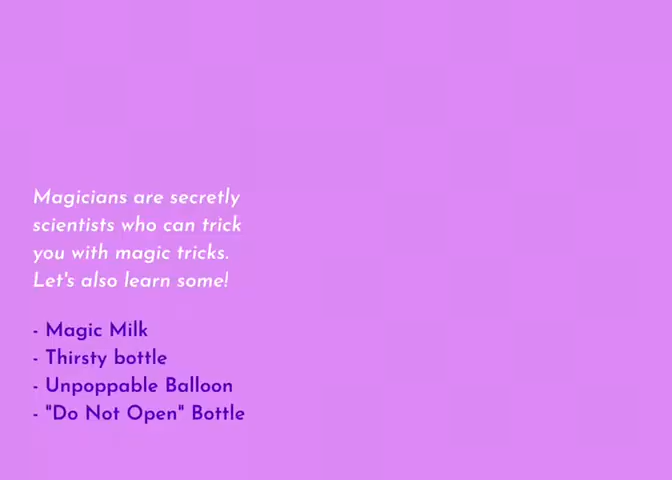 Magicians are secretly
scientists who can trick
you with magic tricks.
Let's also learn some!
- Magic Milk
- Thirsty bottle
- Unpoppable Balloon
- "Do Not Open" Bottle